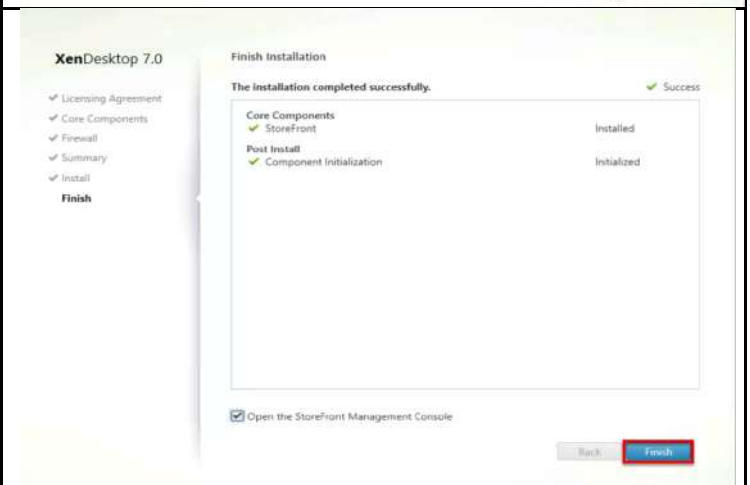 XenDesktop 7.0
Licensing Agreement
Core Components
Firewall
Summary
Install
Finish
Finish Installation
The installation completed successfully.
Success
Core Components
StoreFront Installed
Post Install
Component Initialization Initialized
Open the StoreFront Management Console
Back Finish